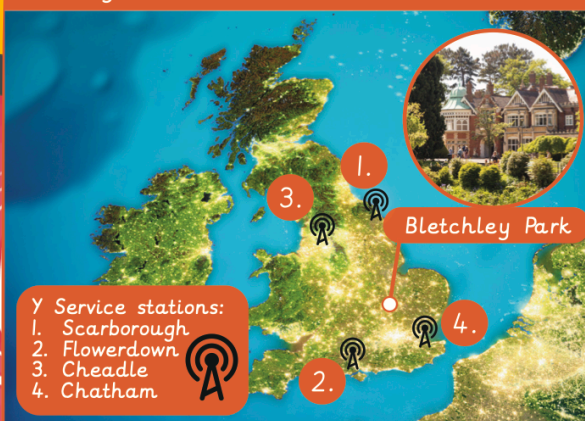 1.
3.
Bletchley Park
4.
2.
Y Service stations:
1. Scarborough
2. Flowerdown
3. Cheadle
4. Chatham